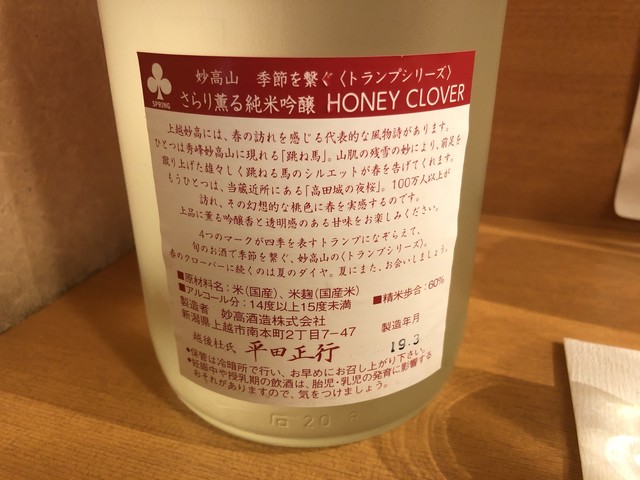 SPRING
妙高山 季節を繋ぐ〈トランプシリーズ〉
さらり薫る純米吟醸 HONEY CLOVER
上越妙高には、春の訪れを感じる代表的な風物詩があります。
ひとつは秀峰妙高山に現れる「跳ね馬」。山肌の残雪の妙により、前足を
蹴り上げた雄々しく跳ねる馬のシルエットが春を告げてくれます。
もうひとつは、当蔵近所にある「高田城の夜桜」。100万人以上が
訪れ、その幻想的な桃色に春を実感するのです。
上品に薫る吟醸香と透明感のある甘味をお楽しみください。
4つのマークが四季を表すトランプになぞらえて、
旬のお酒で季節を繋ぐ、妙高山の〈トランプシリーズ〉。
春のクローバーに続くのは夏のダイヤ。夏にまた、お会いしましょう。
■原材料名：米(国産)、米麹(国産米)
■アルコール分：14度以上15度未満 ■精米歩合：60%
製造者 妙高酒造株式会社
新潟県上越市南本町2丁目7-47 製造年月
越後杜氏 平田正行 19.3
●保管は冷暗所で行い、お早めにお召し上がり下さい。
●妊娠中や授乳期の飲酒は、胎児・乳児の発育に影響する
おそれがありますので、気をつけましょう。
20